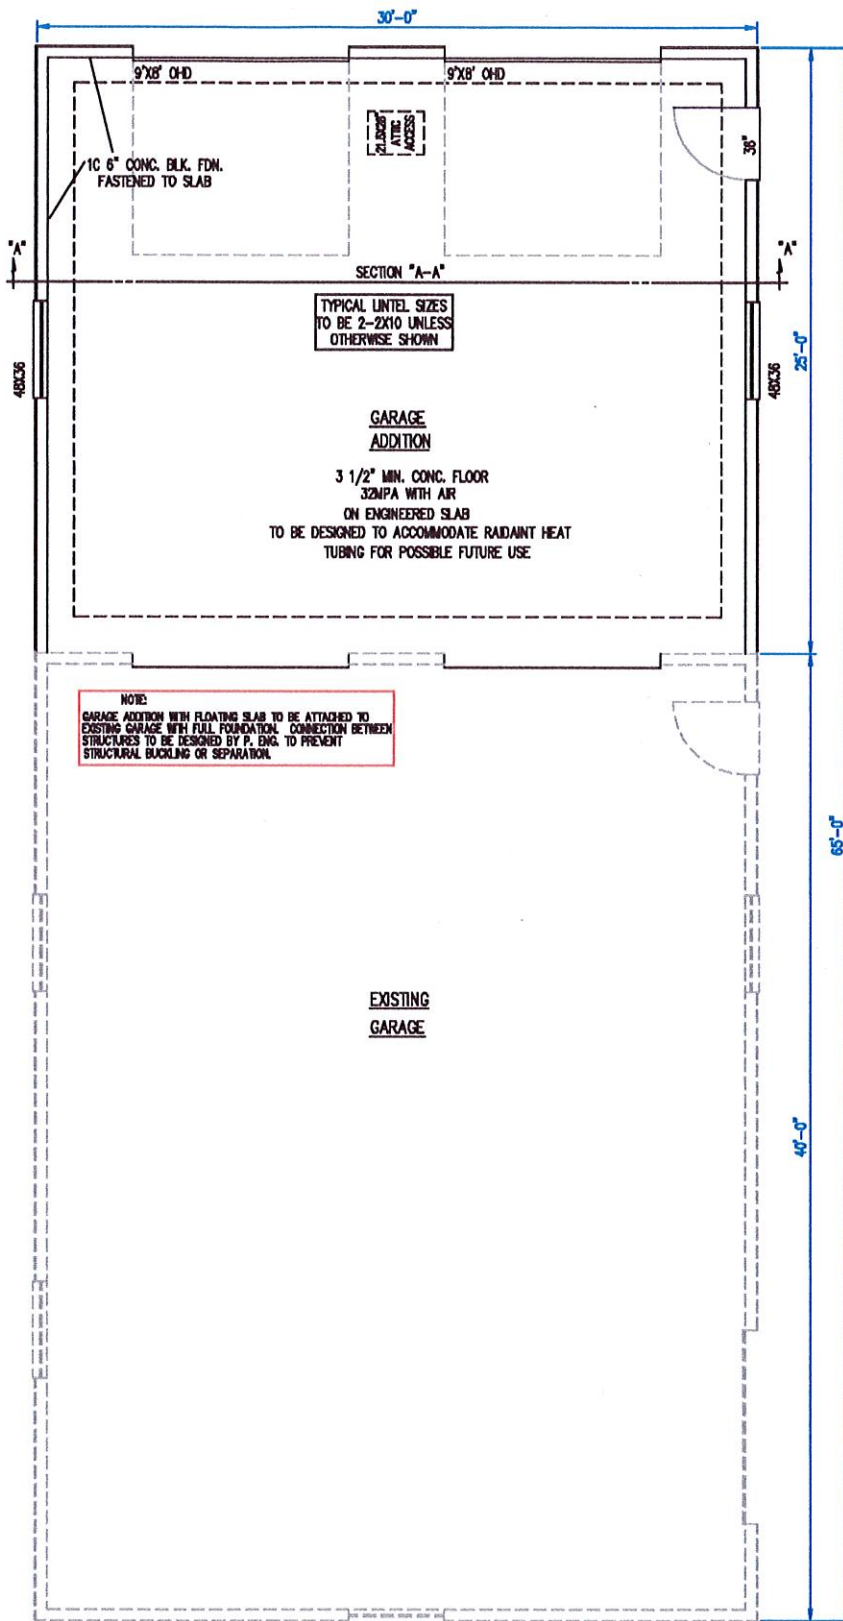 30'-0"
9'X8' OHD
9'X8' OHD
21.5X28"
ATTIC
ACCESS
36"
1C 6" CONC. BLK. FDN.
FASTENED TO SLAB
"A"
"A"
SECTION "A-A"
TYPICAL LINTEL SIZES
TO BE 2-2X10 UNLESS
OTHERWISE SHOWN
48X36
48X36
25'-0"
GARAGE
ADDITION
3 1/2" MIN. CONC. FLOOR
32MPA WITH AIR
ON ENGINEERED SLAB
TO BE DESIGNED TO ACCOMMODATE RAIDAINT HEAT
TUBING FOR POSSIBLE FUTURE USE
NOTE:
GARAGE ADDITION WITH FLOATING SLAB TO BE ATTACHED TO
EXISTING GARAGE WITH FULL FOUNDATION. CONNECTION BETWEEN
STRUCTURES TO BE DESIGNED BY P. ENG. TO PREVENT
STRUCTURAL BUCKLING OR SEPARATION.
65'-0"
EXISTING
GARAGE
40'-0"